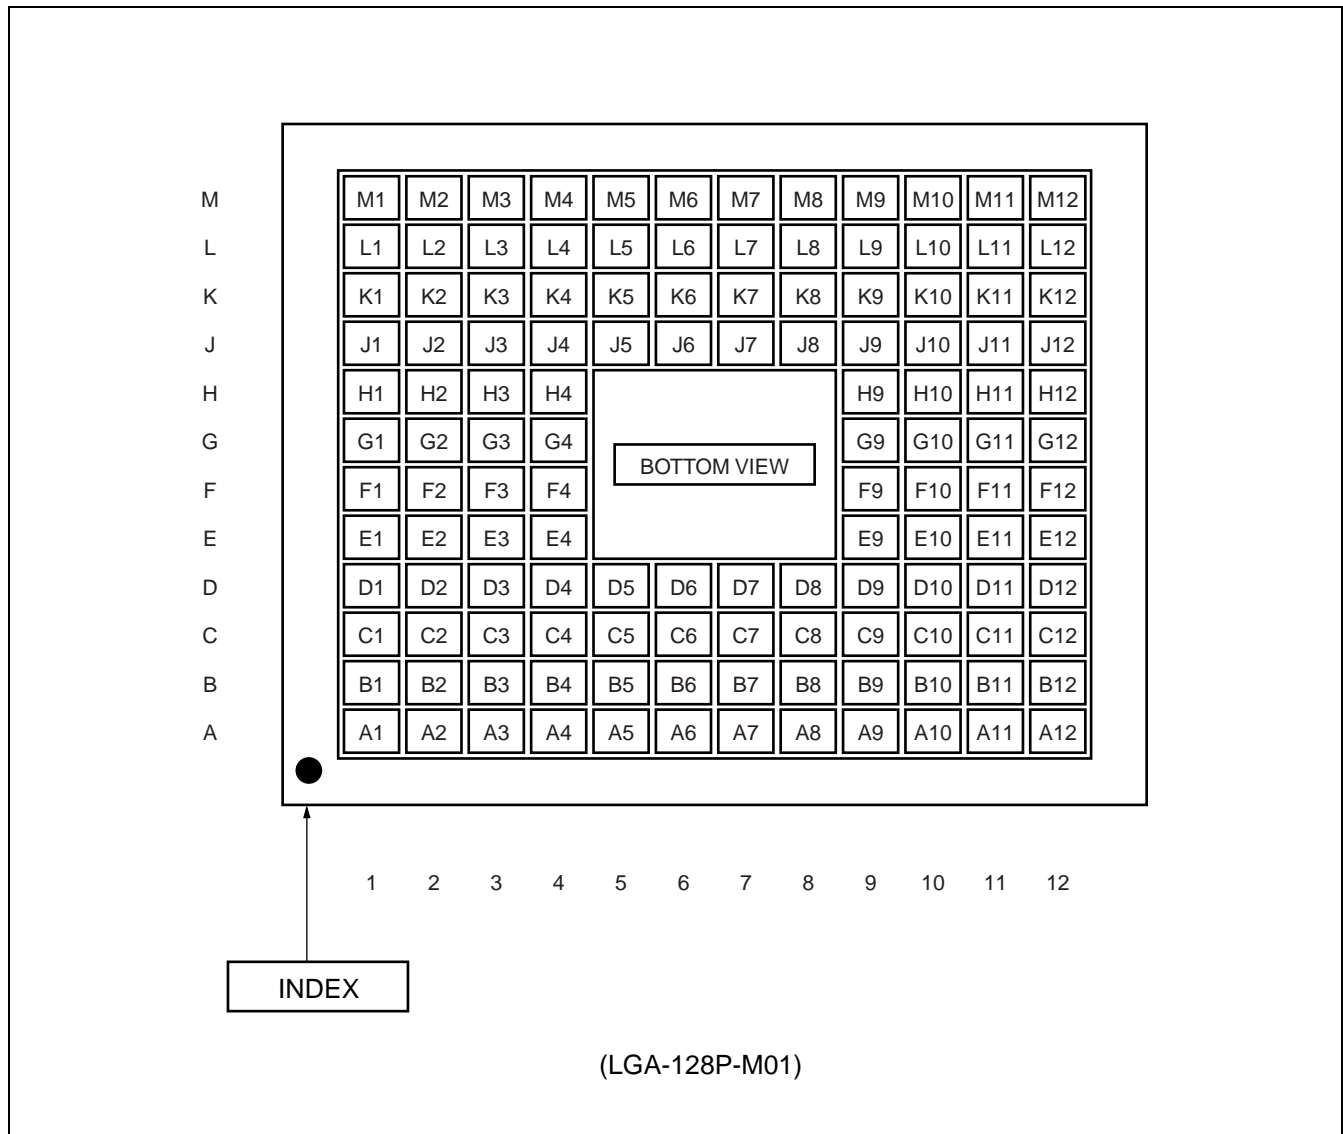 M M1 M2 M3 M4 M5 M6 M7 M8 M9 M10 M11 M12
L L1 L2 L3 L4 L5 L6 L7 L8 L9 L10 L11 L12
K K1 K2 K3 K4 K5 K6 K7 K8 K9 K10 K11 K12
J J1 J2 J3 J4 J5 J6 J7 J8 J9 J10 J11 J12
H H1 H2 H3 H4 H9 H10 H11 H12
G G1 G2 G3 G4 BOTTOM VIEW G9 G10 G11 G12
F F1 F2 F3 F4 F9 F10 F11 F12
E E1 E2 E3 E4 E9 E10 E11 E12
D D1 D2 D3 D4 D5 D6 D7 D8 D9 D10 D11 D12
C C1 C2 C3 C4 C5 C6 C7 C8 C9 C10 C11 C12
B B1 B2 B3 B4 B5 B6 B7 B8 B9 B10 B11 B12
A A1 A2 A3 A4 A5 A6 A7 A8 A9 A10 A11 A12
1 2 3 4 5 6 7 8 9 10 11 12
INDEX
(LGA-128P-M01)